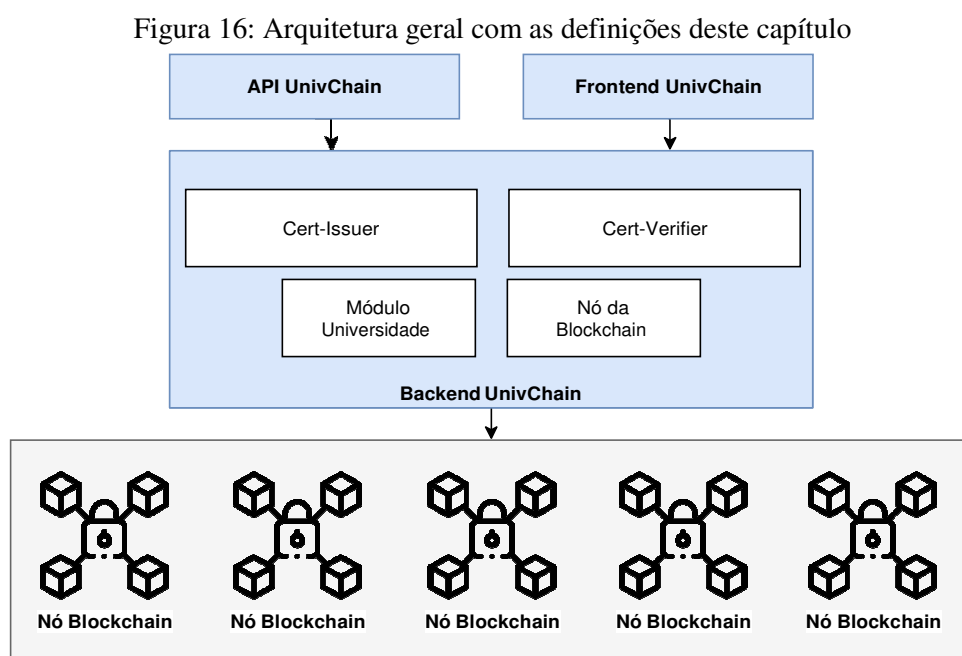 Figura 16: Arquitetura geral com as definições deste capítulo
API UnivChain
Frontend UnivChain
Cert-Issuer
Cert-Verifier
Módulo
Universidade
Nó da
Blockchain
Backend UnivChain
Nó Blockchain
Nó Blockchain
Nó Blockchain
Nó Blockchain
Nó Blockchain